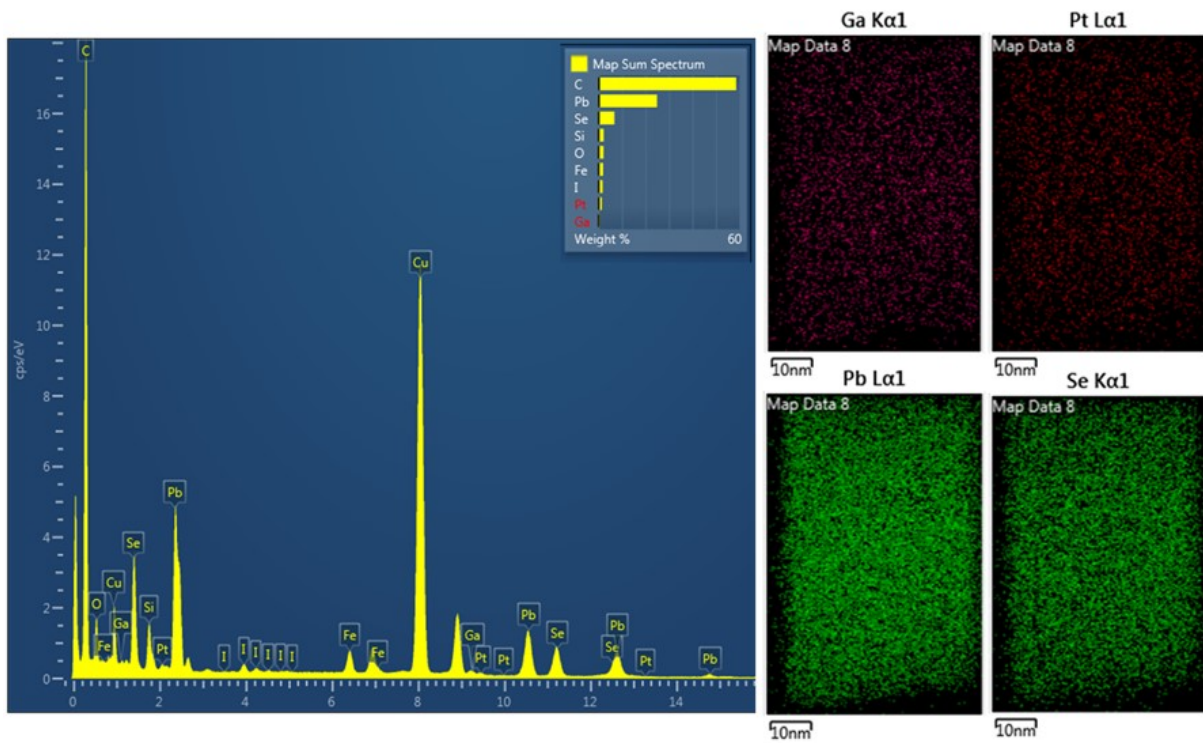 C
Cu
Pb
Se
Cu
O
Si
Ga
Fe
Pt
I
I
I
I
I
I
Fe
Fe
Ga
Pt
Pt
Pb
Se
Pb
Se
Pt
Pb
cps/eV
16
14
12
10
8
6
4
2
0
0
2
4
6
8
10
12
14
Map Sum Spectrum
C
Pb
Se
Si
O
Fe
I
Pt
Ga
Weight %
60
Ga Kα1
Map Data 8
10nm
Pt Lα1
Map Data 8
10nm
Pb Lα1
Map Data 8
10nm
Se Kα1
Map Data 8
10nm